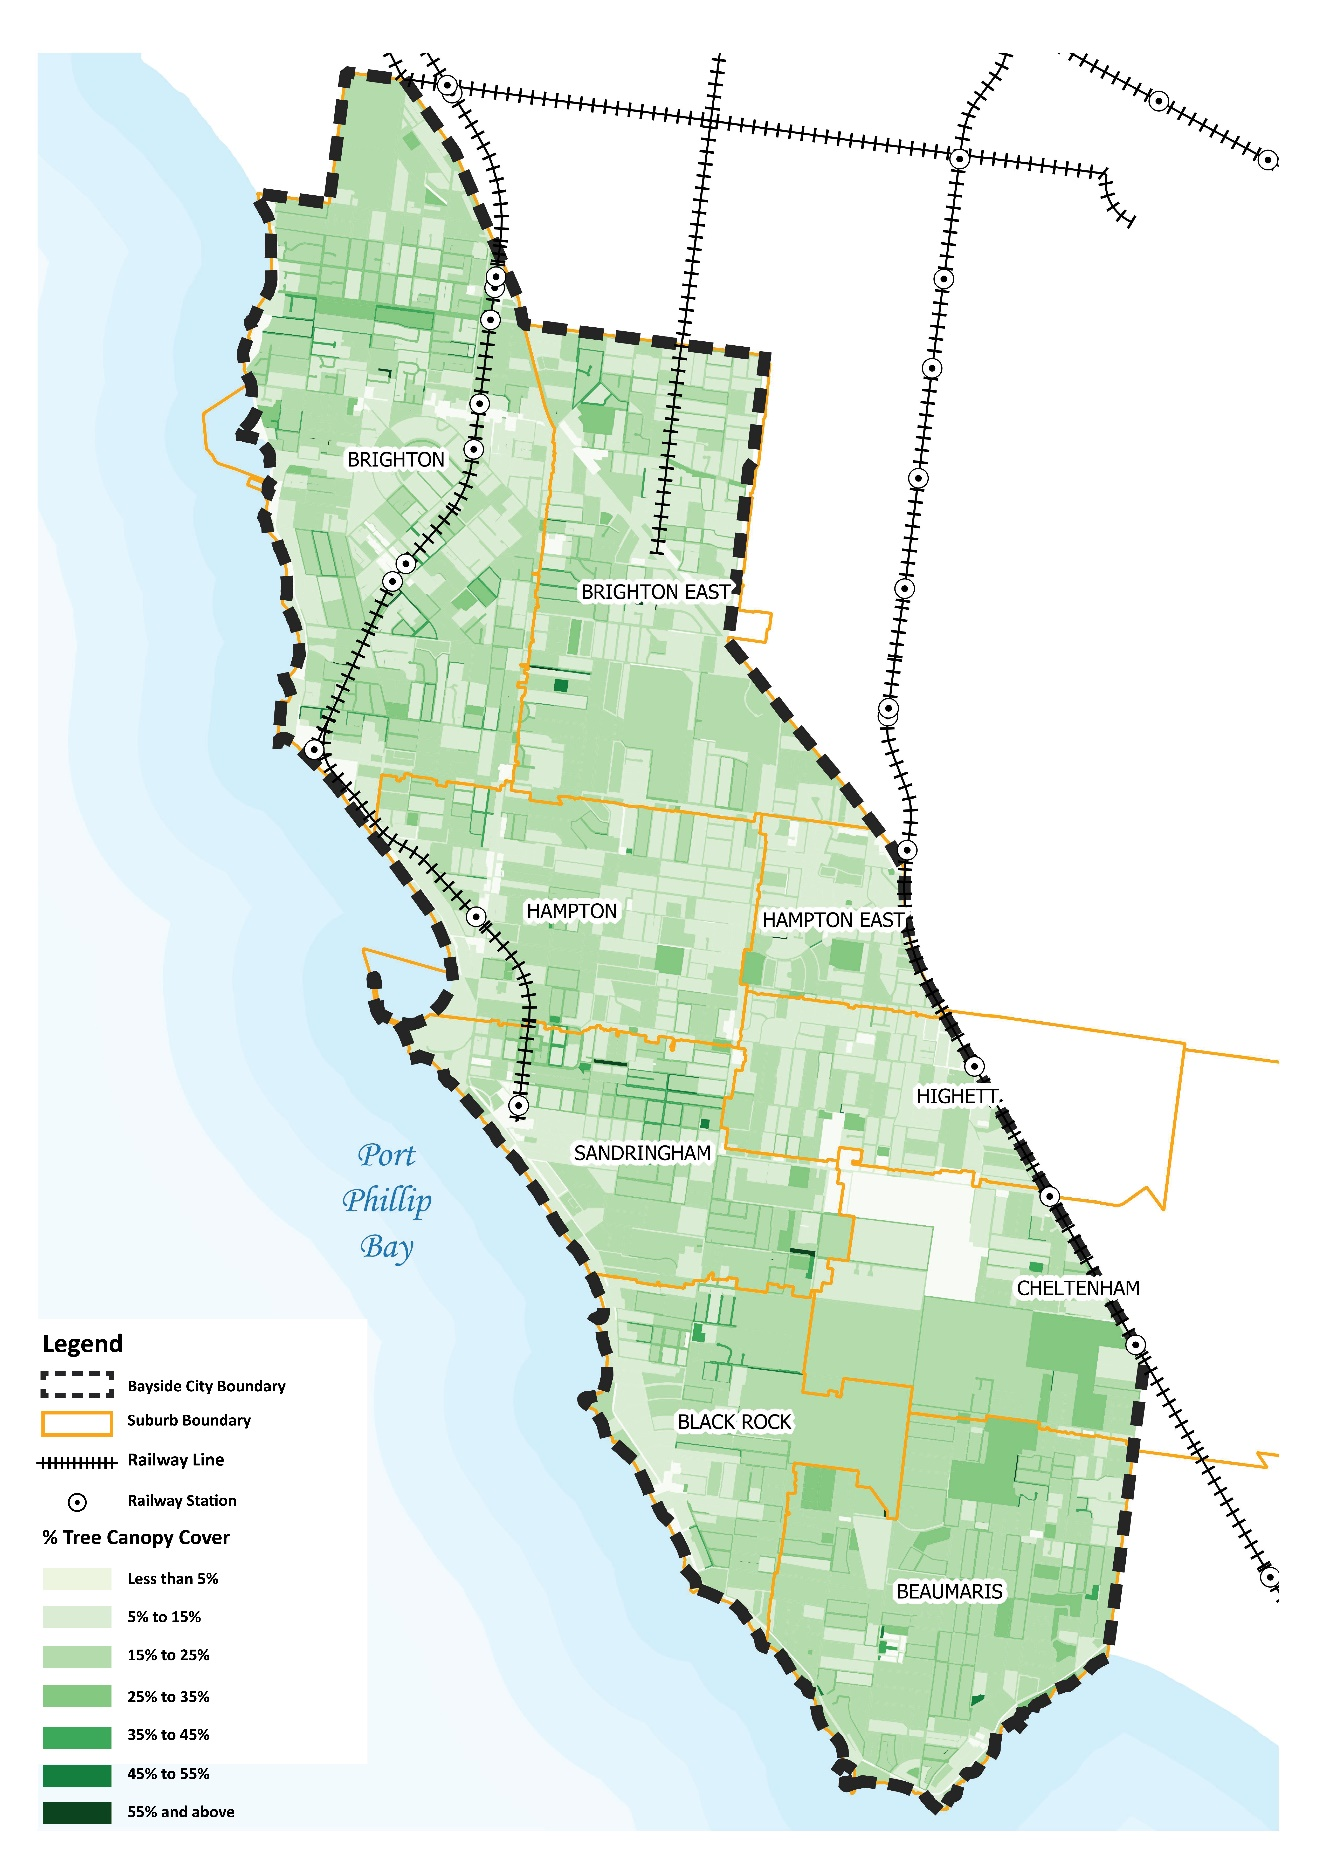 BRIGHTON
BRIGHTON EAST
HAMPTON
HAMPTON EAST
HIGHETT
SANDRINGHAM
Port
Phillip
Bay
CHELTENHAM
BLACK ROCK
BEAUMARIS
Legend
Bayside City Boundary
Suburb Boundary
Railway Line
Railway Station
% Tree Canopy Cover
Less than 5%
5% to 15%
15% to 25%
25% to 35%
35% to 45%
45% to 55%
55% and above